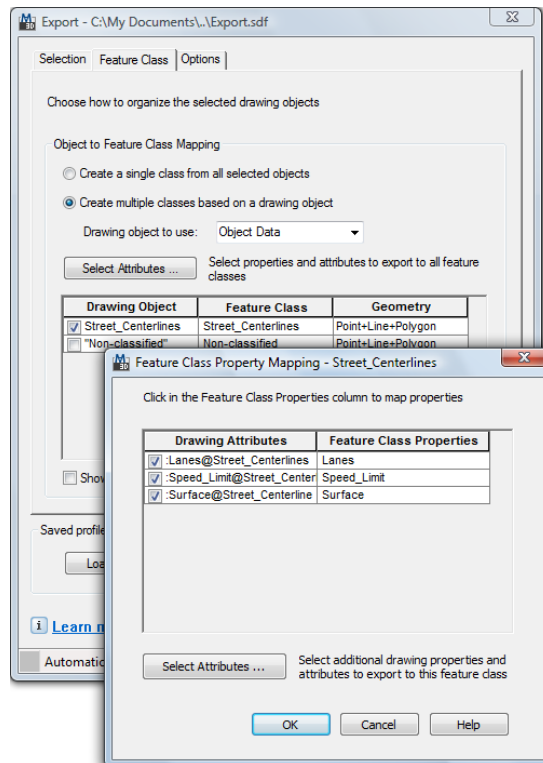 Export - C:\My Documents\..\Export.sdf
Selection Feature Class Options
Choose how to organize the selected drawing objects
Object to Feature Class Mapping
Create a single class from all selected objects
Create multiple classes based on a drawing object
Drawing object to use: Object Data
Select Attributes ... Select properties and attributes to export to all feature
classes
Drawing Object Feature Class Geometry
Street_Centerlines Street_Centerlines Point+Line+Polygon
"Non-classified" Non-classified Point+Line+Polygon
Feature Class Property Mapping - Street_Centerlines
Click in the Feature Class Properties column to map properties
Drawing Attributes Feature Class Properties
:Lanes@Street_Centerlines Lanes
:Speed_Limit@Street_Center Speed_Limit
:Surface@Street_Centerline Surface
Show
Saved profile
Loa
Learn m
Automatic
Select Attributes ... Select additional drawing properties and
attributes to export to this feature class
OK Cancel Help